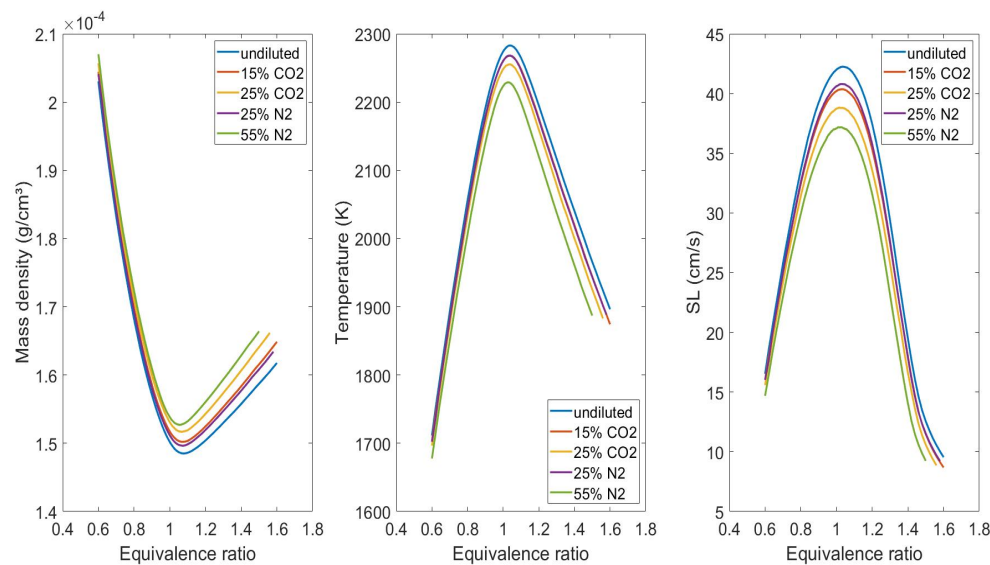 ×10⁻⁴
2.1
2
1.9
1.8
1.7
1.6
1.5
1.4
Mass density (g/cm³)
0.4 0.6 0.8 1 1.2 1.4 1.6 1.8
Equivalence ratio
undiluted
15% CO2
25% CO2
25% N2
55% N2
2300
2200
2100
2000
1900
1800
1700
1600
Temperature (K)
0.4 0.6 0.8 1 1.2 1.4 1.6 1.8
Equivalence ratio
undiluted
15% CO2
25% CO2
25% N2
55% N2
45
40
35
30
25
20
15
10
5
SL (cm/s)
0.4 0.6 0.8 1 1.2 1.4 1.6 1.8
Equivalence ratio
undiluted
15% CO2
25% CO2
25% N2
55% N2